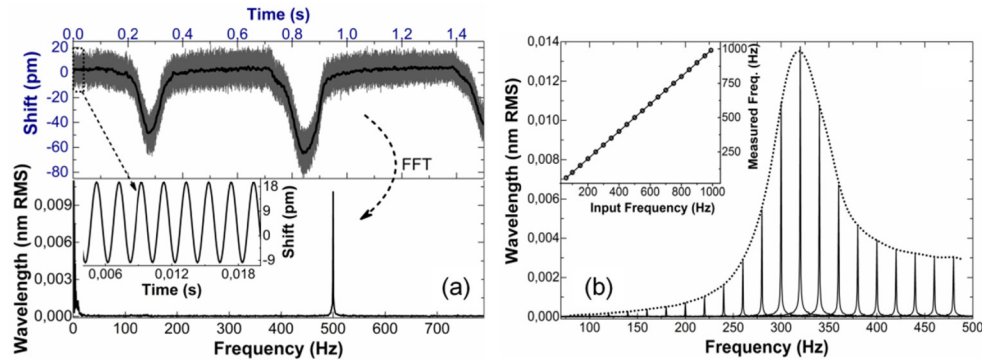 Time (s)
0,0 0,2 0,4 0,6 0,8 1,0 1,2 1,4
Shift (pm)
20
0
-20
-40
-60
-80
FFT
Wavelength (nm RMS)
0,009
0,006
0,003
0,000
18
9
0
-9
Shift (pm)
0,006 0,012 0,018
Time (s)
(a)
0 100 200 300 400 500 600 700
Frequency (Hz)
Wavelength (nm RMS)
0,014
0,012
0,010
0,008
0,006
0,004
0,002
0,000
1000
750
500
250
Measured Freq. (Hz)
200 400 600 800 1000
Input Frequency (Hz)
(b)
100 150 200 250 300 350 400 450 500
Frequency (Hz)